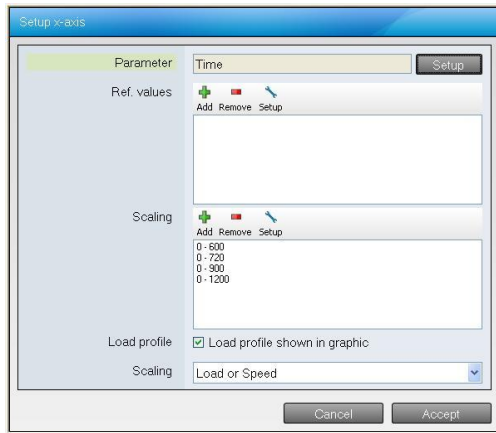 Setup x-axis
Parameter Time Setup
Ref. values
Add Remove Setup
Scaling
Add Remove Setup
0 - 600
0 - 720
0 - 900
0 - 1200
Load profile Load profile shown in graphic
Scaling Load or Speed
Cancel Accept